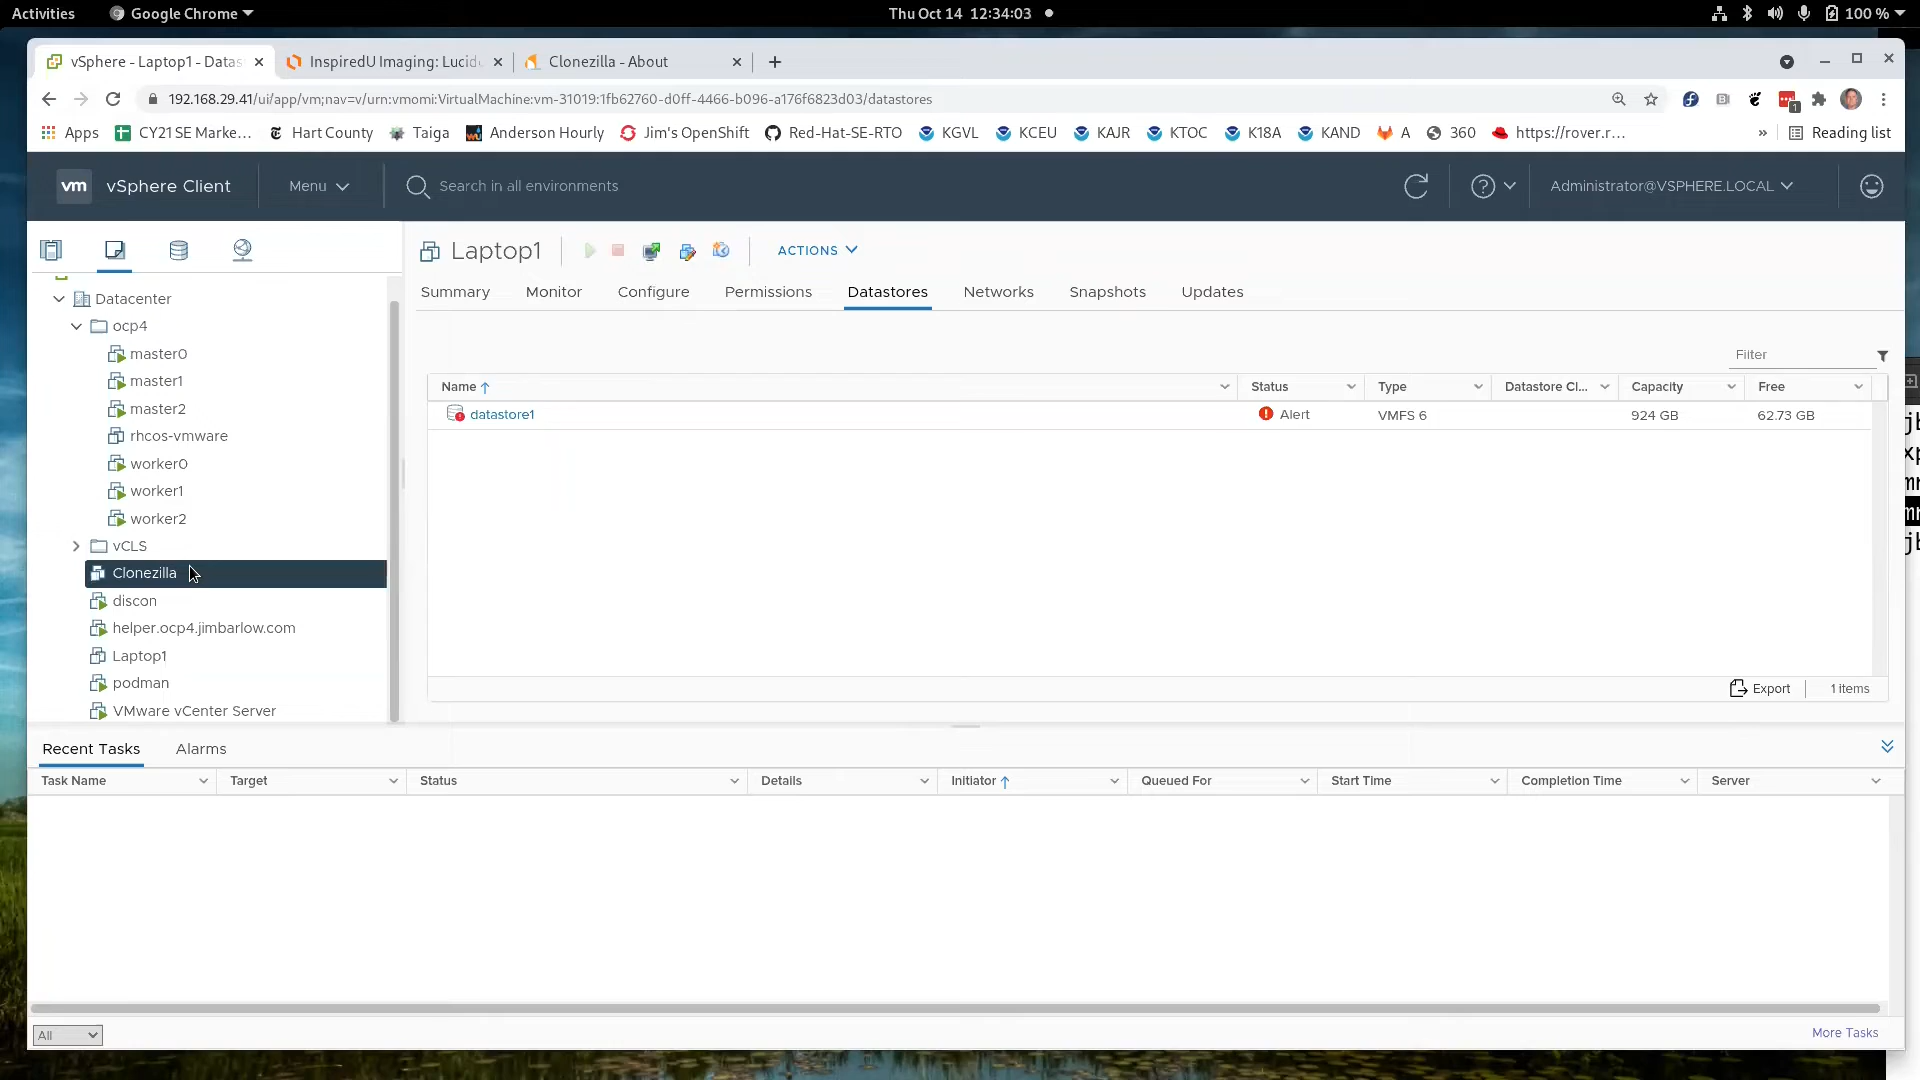 Activities
Google Chrome
Thu Oct 14 12:34:03
100 %
vSphere - Laptop1 - Datas
InspiredU Imaging: Lucid
Clonezilla - About
192.168.29.41/ui/app/vm;nav=v/urn:vmomi:VirtualMachine:vm-31019:1fb62760-d0ff-4466-b096-a176f6823d03/datastores
1
Apps
CY21 SE Marke...
Hart County
Taiga
Anderson Hourly
Jim's OpenShift
Red-Hat-SE-RTO
KGVL
KCEU
KAJR
KTOC
K18A
KAND
A
360
https://rover.r...
»
Reading list
vm
vSphere Client
Menu
Search in all environments
Administrator@VSPHERE.LOCAL
Laptop1
ACTIONS
Summary
Monitor
Configure
Permissions
Datastores
Networks
Snapshots
Updates
Datacenter
ocp4
master0
master1
master2
rhcos-vmware
worker0
worker1
worker2
vCLS
Clonezilla
discon
helper.ocp4.jimbarlow.com
Laptop1
podman
VMware vCenter Server
Filter
Name
Status
Type
Datastore Cl...
Capacity
Free
datastore1
Alert
VMFS 6
924 GB
62.73 GB
Export
1 items
Recent Tasks
Alarms
Task Name
Target
Status
Details
Initiator
Queued For
Start Time
Completion Time
Server
All
More Tasks